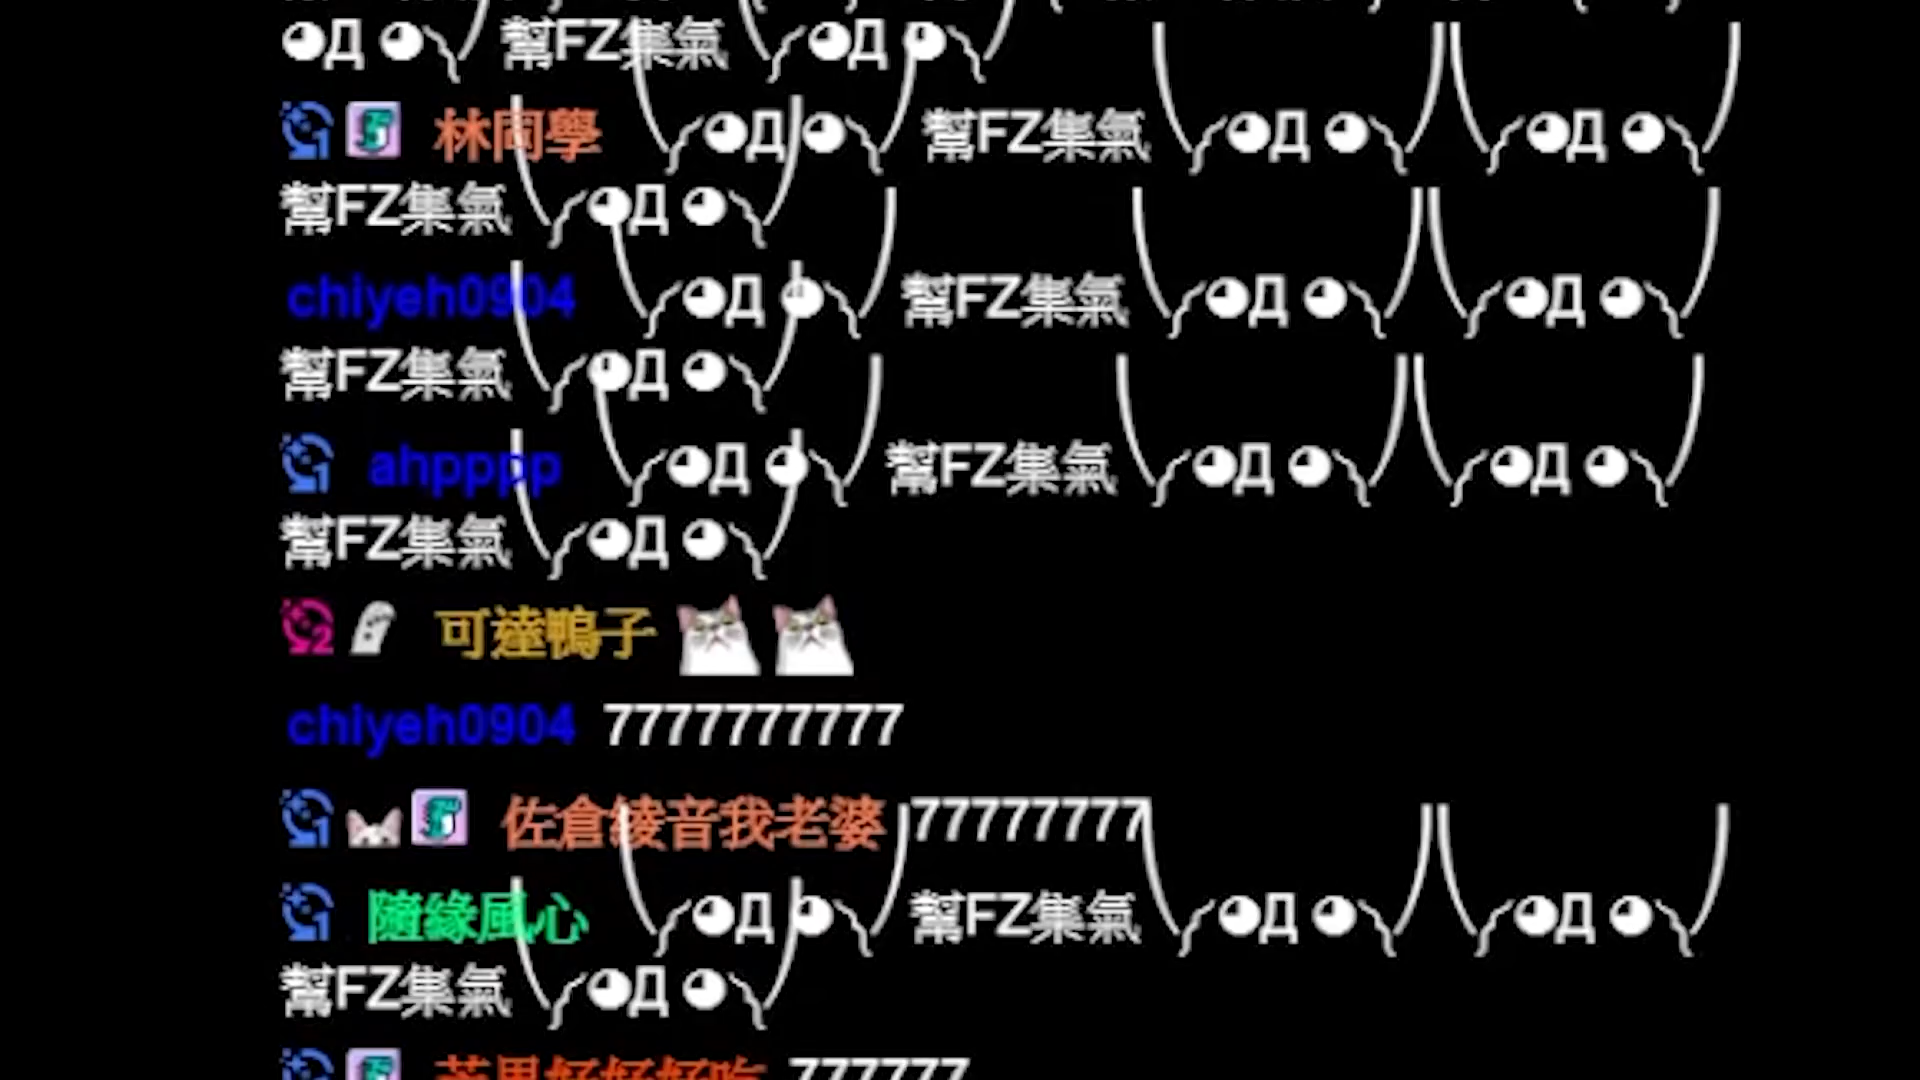 ◕Д ◕ 幫FZ集氣 ◕Д ◕
林同學 ◕Д ◕ 幫FZ集氣 ◕Д ◕ ◕Д ◕
幫FZ集氣 ◕Д ◕
chiyeh0904 ◕Д ◕ 幫FZ集氣 ◕Д ◕ ◕Д ◕
幫FZ集氣 ◕Д ◕
ahpppp ◕Д ◕ 幫FZ集氣 ◕Д ◕ ◕Д ◕
幫FZ集氣 ◕Д ◕
可達鴨子
chiyeh0904 7777777777
佐倉綾音我老婆 77777777
隨緣風心 ◕Д ◕ 幫FZ集氣 ◕Д ◕ ◕Д ◕
幫FZ集氣 ◕Д ◕
777777